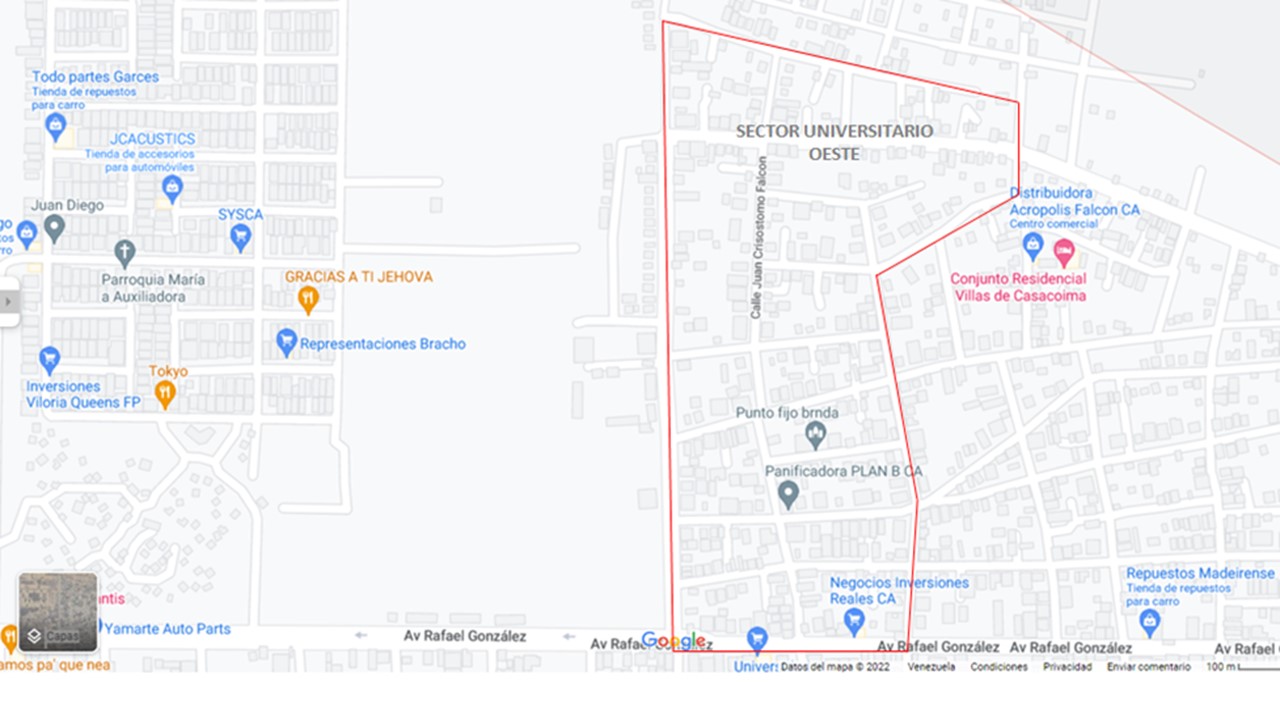 Todo partes Garces
Tienda de repuestos
para carro
JCACUSTICS
Tienda de accesorios
para automóviles
SECTOR UNIVERSITARIO
OESTE
Calle Juan Crisostomo Falcon
Juan Diego
SYSCA
go
ros
rro
Distribuidora
Acropolis Falcon CA
Centro comercial
Parroquia María
a Auxiliadora
GRACIAS A TI JEHOVA
Conjunto Residencial
Villas de Casacoima
Representaciones Bracho
Tokyo
Inversiones
Viloria Queens FP
Punto fijo brnda
Panificadora PLAN B CA
Negocios Inversiones
Reales CA
Repuestos Madeirense
Tienda de repuestos
para carro
antis
Capas
Yamarte Auto Parts
Av Rafael González
Av Rafael González
Google
Av Rafael González
Av Rafael González
Av Rafael
amos pa' que nea
Univer
Datos del mapa © 2022
Venezuela
Condiciones
Privacidad
Enviar comentario
100 m